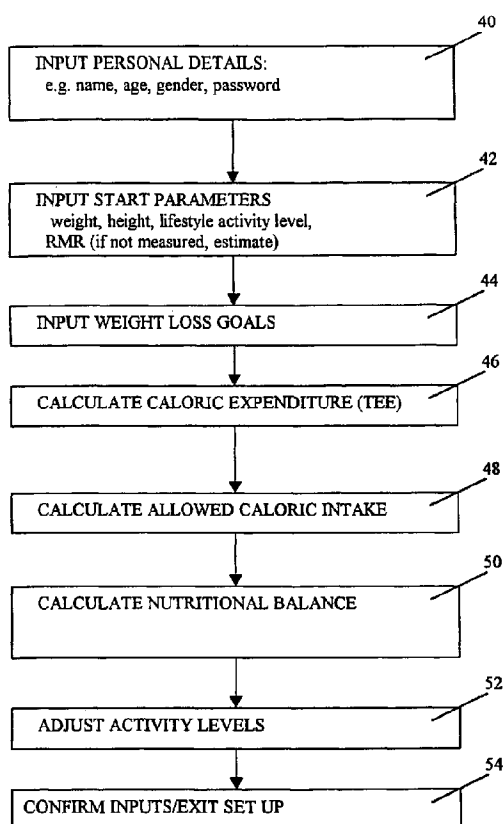 40
INPUT PERSONAL DETAILS:
e.g. name, age, gender, password
42
INPUT START PARAMETERS
weight, height, lifestyle activity level,
RMR (if not measured, estimate)
44
INPUT WEIGHT LOSS GOALS
46
CALCULATE CALORIC EXPENDITURE (TEE)
48
CALCULATE ALLOWED CALORIC INTAKE
50
CALCULATE NUTRITIONAL BALANCE
52
ADJUST ACTIVITY LEVELS
54
CONFIRM INPUTS/EXIT SET UP